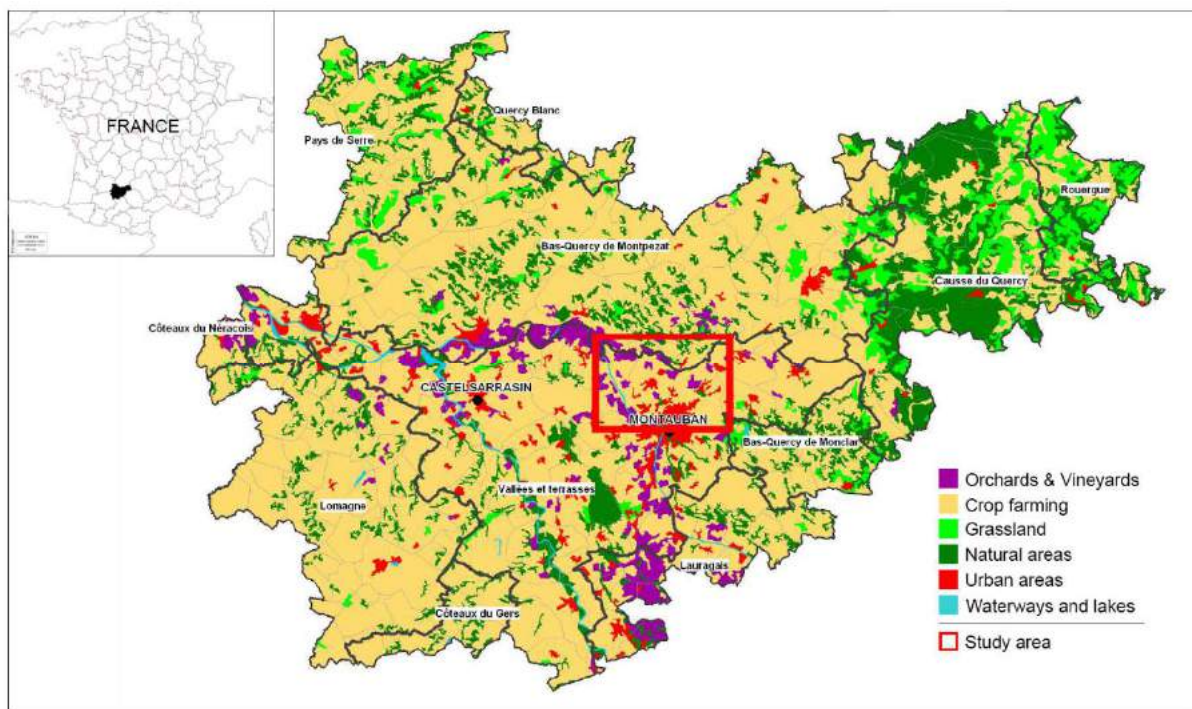 FRANCE
Quercy Blanc
Pays de Serre
Rouergue
Bas-Quercy de Montpezat
Causse du Quercy
Côteaux du Néracois
CASTELSARRASIN
MONTAUBAN
Bas-Quercy de Monclar
Vallées et terrasses
Lomagne
Lauragais
Côteaux du Gers
Orchards & Vineyards
Crop farming
Grassland
Natural areas
Urban areas
Waterways and lakes
Study area